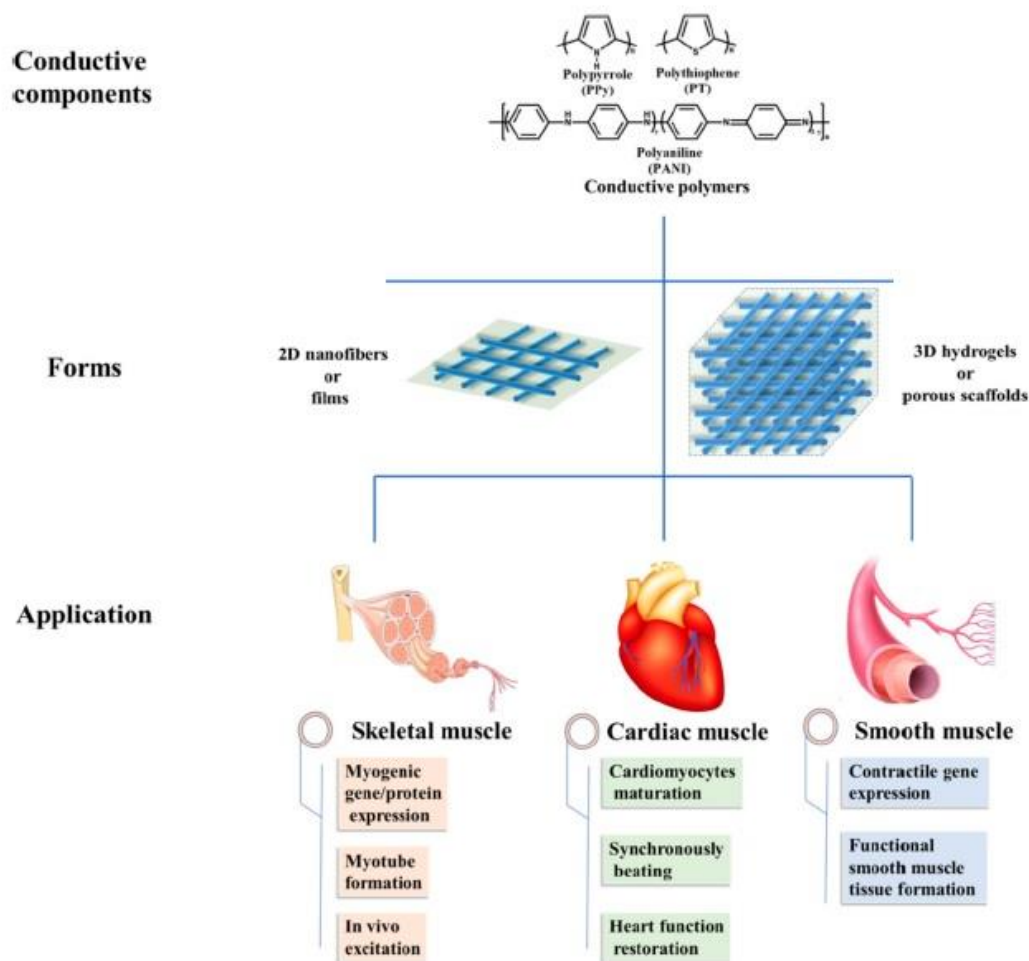 Conductive
components
n
n
N
H
S
Polypyrrole
(PPy)
Polythiophene
(PT)
H
N
H
N
N
N
n
Polyaniline
(PANI)
Conductive polymers
Forms
2D nanofibers
or
films
3D hydrogels
or
porous scaffolds
Application
Skeletal muscle
Myogenic
gene/protein
expression
Myotube
formation
In vivo
excitation
Cardiac muscle
Cardiomyocytes
maturation
Synchronously
beating
Heart function
restoration
Smooth muscle
Contractile gene
expression
Functional
smooth muscle
tissue formation